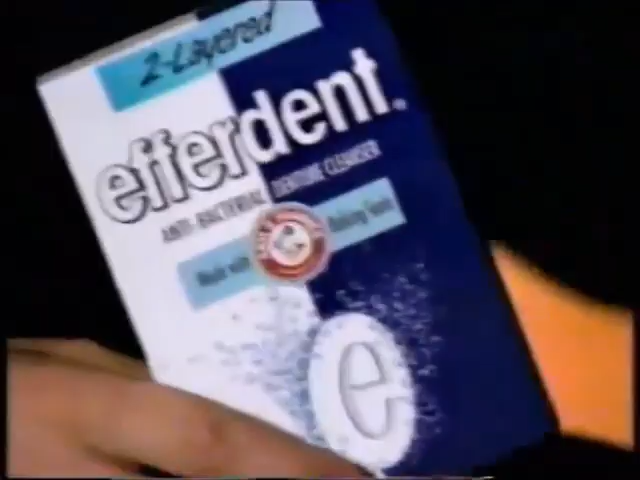 2-Layered
efferdent.
ANTI-BACTERIAL DENTURE CLEANSER
Made with Baking Soda
e